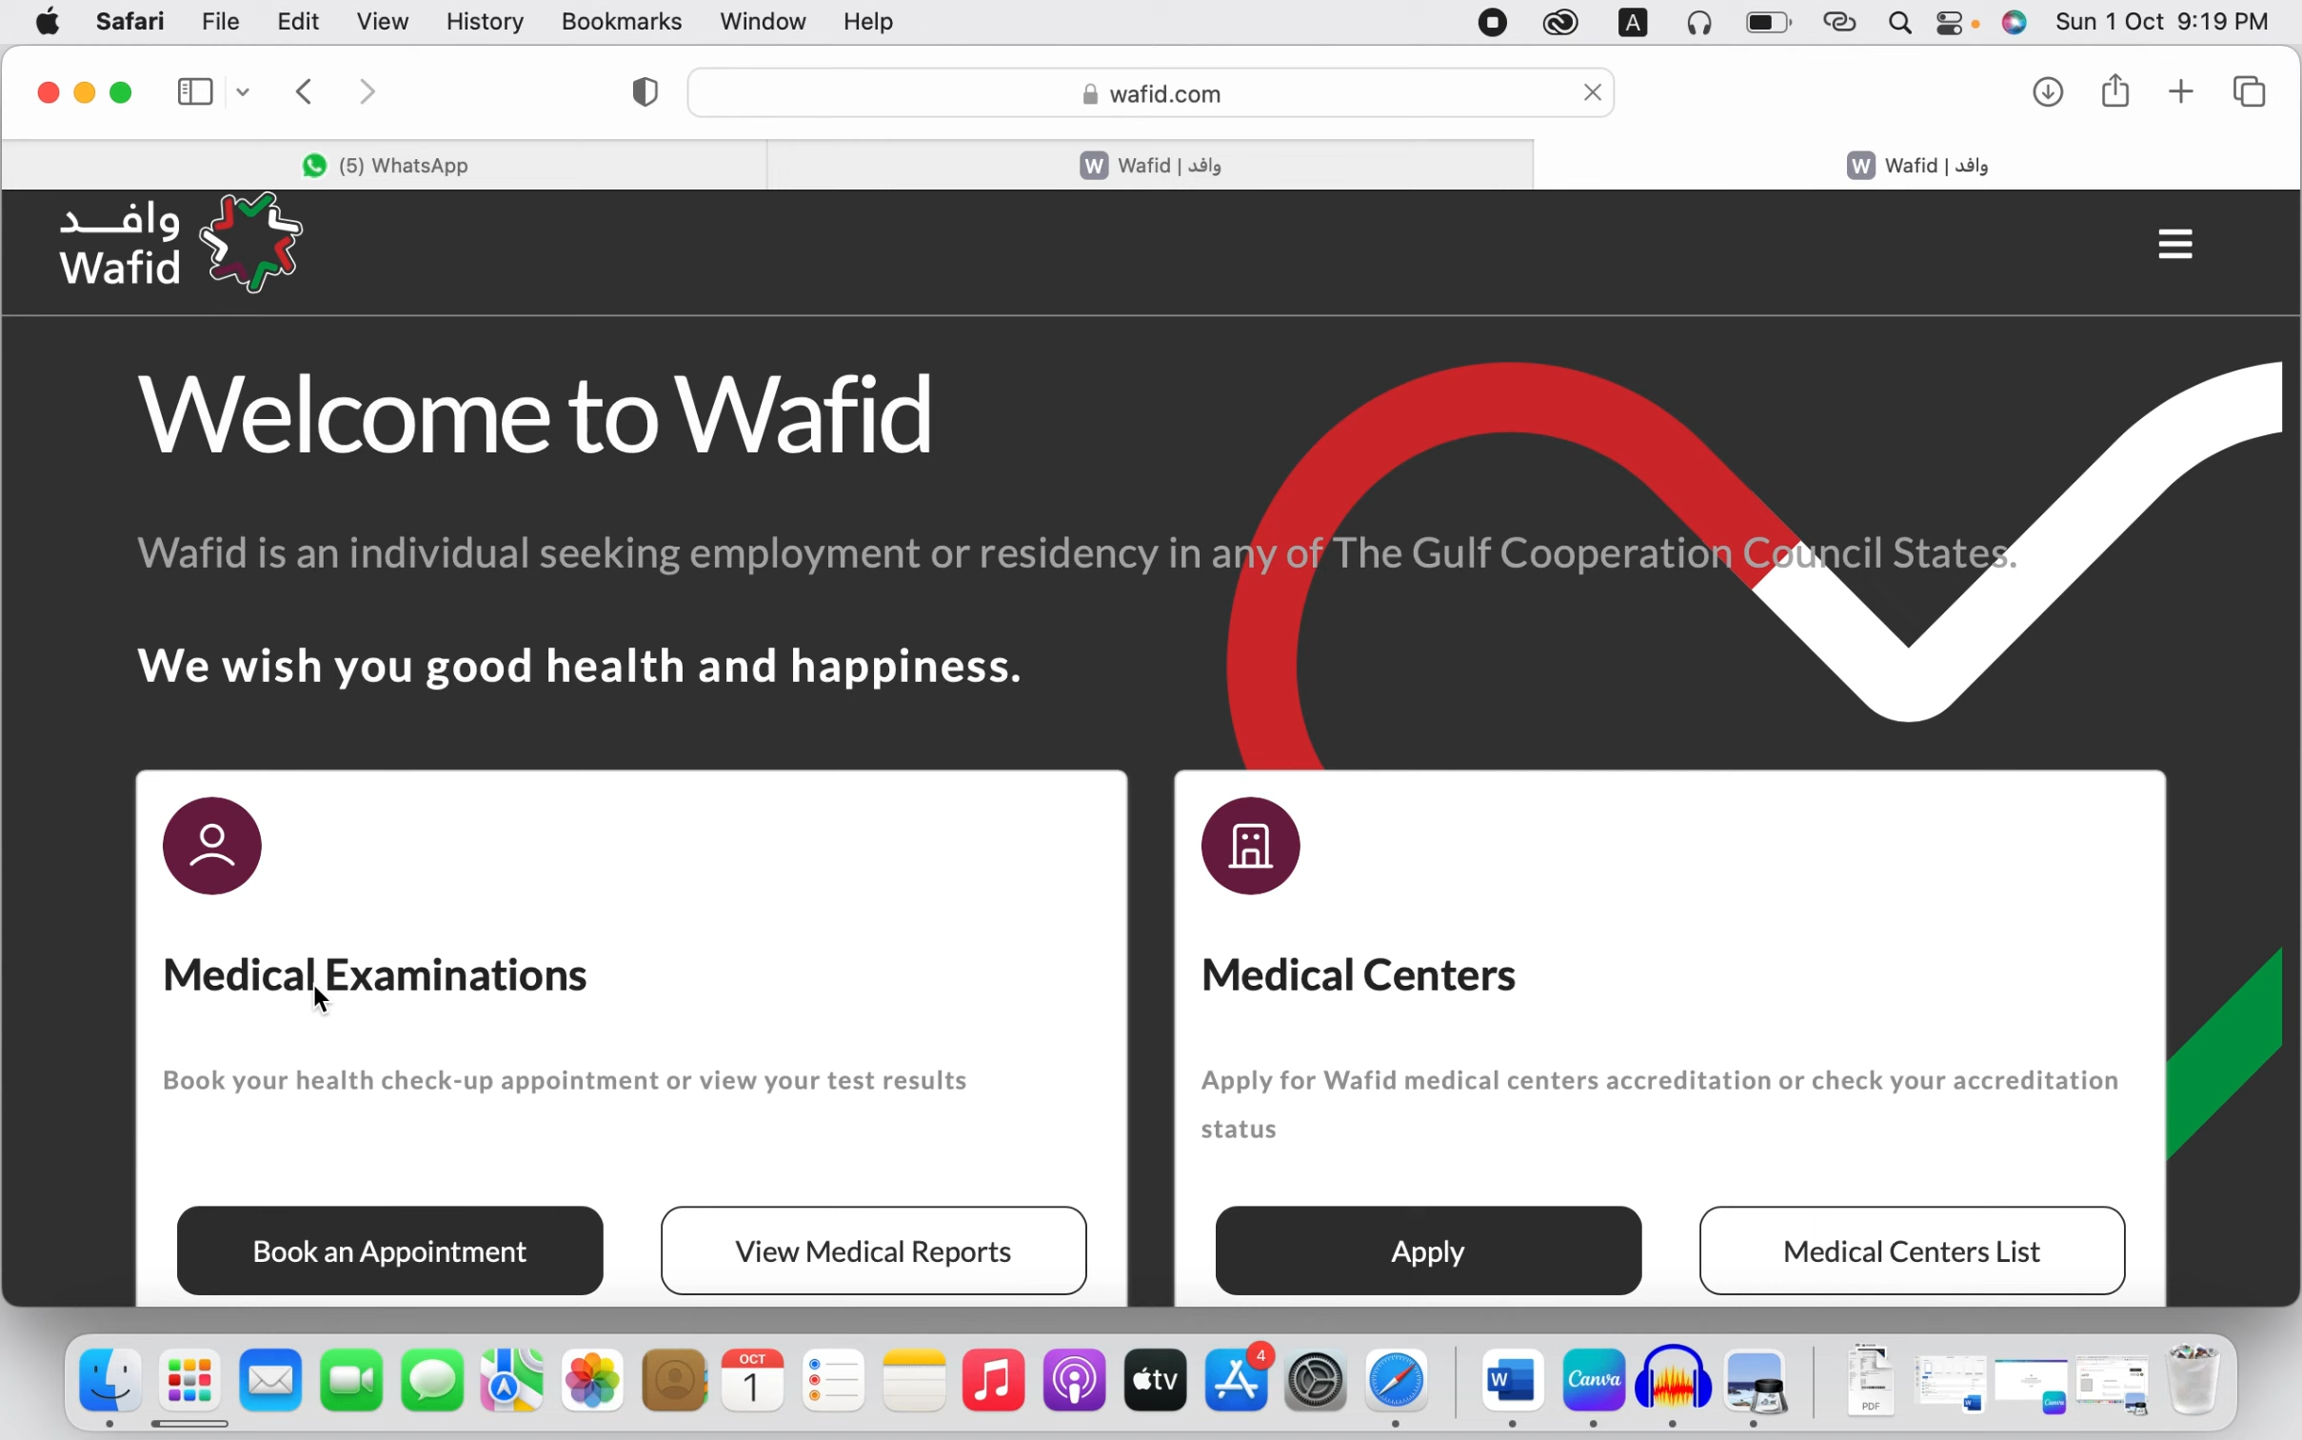 Safari File Edit View History Bookmarks Window Help A Sun 1 Oct 9:19 PM
wafid.com
(5) WhatsApp
W Wafid | وافد
W Wafid | وافد
وافـــد
Wafid
Welcome to Wafid
Wafid is an individual seeking employment or residency in any of The Gulf Cooperation Council States.
We wish you good health and happiness.
Medical Examinations
Book your health check-up appointment or view your test results
Book an Appointment
View Medical Reports
Medical Centers
Apply for Wafid medical centers accreditation or check your accreditation
status
Apply
Medical Centers List
OCT
1
tv
4
W
Canva
PDF